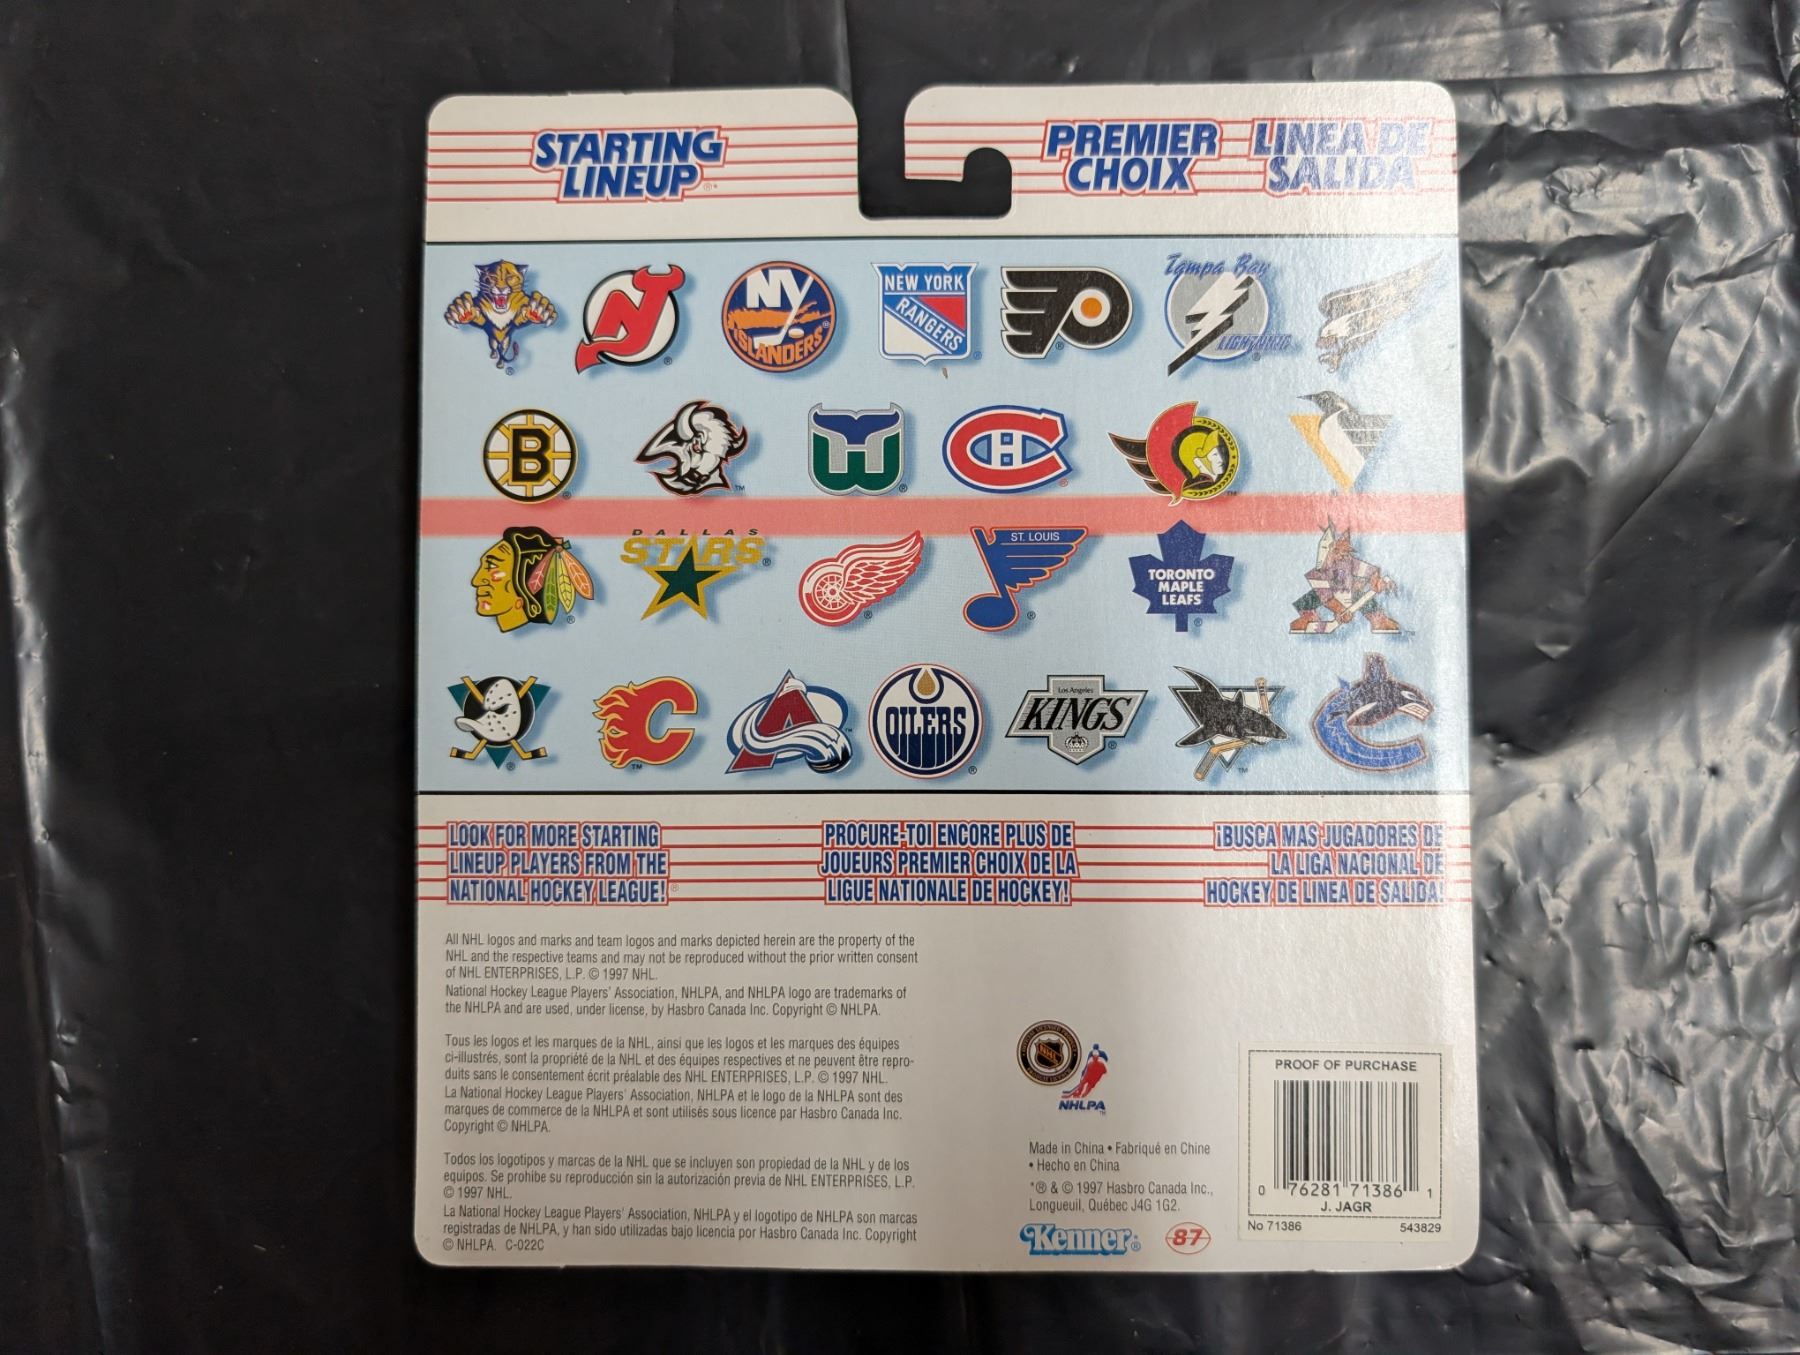 STARTING
LINEUP ®*
PREMIER
CHOIX
LINEA DE
SALIDA
NY
ISLANDERS
NEW YORK
RANGERS
P
Tampa Bay
LIGHTNING
B
DALLAS
STARS
ST. LOUIS
TORONTO
MAPLE
LEAFS
C
A
OILERS
Los Angeles
KINGS
LOOK FOR MORE STARTING
LINEUP PLAYERS FROM THE
NATIONAL HOCKEY LEAGUE! ®
PROCURE-TOI ENCORE PLUS DE
JOUEURS PREMIER CHOIX DE LA
LIGUE NATIONALE DE HOCKEY!
¡BUSCA MAS JUGADORES DE
LA LIGA NACIONAL DE
HOCKEY DE LINEA DE SALIDA!
All NHL logos and marks and team logos and marks depicted herein are the property of the
NHL and the respective teams and may not be reproduced without the prior written consent
of NHL ENTERPRISES, L.P. © 1997 NHL.
National Hockey League Players' Association, NHLPA, and NHLPA logo are trademarks of
the NHLPA and are used, under license, by Hasbro Canada Inc. Copyright © NHLPA.
Tous les logos et les marques de la NHL, ainsi que les logos et les marques des équipes
ci-illustrés, sont la propriété de la NHL et des équipes respectives et ne peuvent être repro-
duits sans le consentement écrit préalable des NHL ENTERPRISES, L.P. © 1997 NHL.
La National Hockey League Players' Association, NHLPA et le logo de la NHLPA sont des
marques de commerce de la NHLPA et sont utilisés sous licence par Hasbro Canada Inc.
Copyright © NHLPA.
Todos los logotipos y marcas de la NHL que se incluyen son propiedad de la NHL y de los
equipos. Se prohibe su reproducción sin la autorización previa de NHL ENTERPRISES, L.P.
© 1997 NHL.
La National Hockey League Players' Association, NHLPA y el logotipo de NHLPA son marcas
registradas de NHLPA, y han sido utilizadas bajo licencia por Hasbro Canada Inc. Copyright
© NHLPA. C-022C
NHL
NHLPA
Made in China • Fabriqué en Chine
• Hecho en China
*® & © 1997 Hasbro Canada Inc.,
Longueuil, Québec J4G 1G2.
Kenner®
87
PROOF OF PURCHASE
0 76281 71386 1
J. JAGR
No 71386 543829